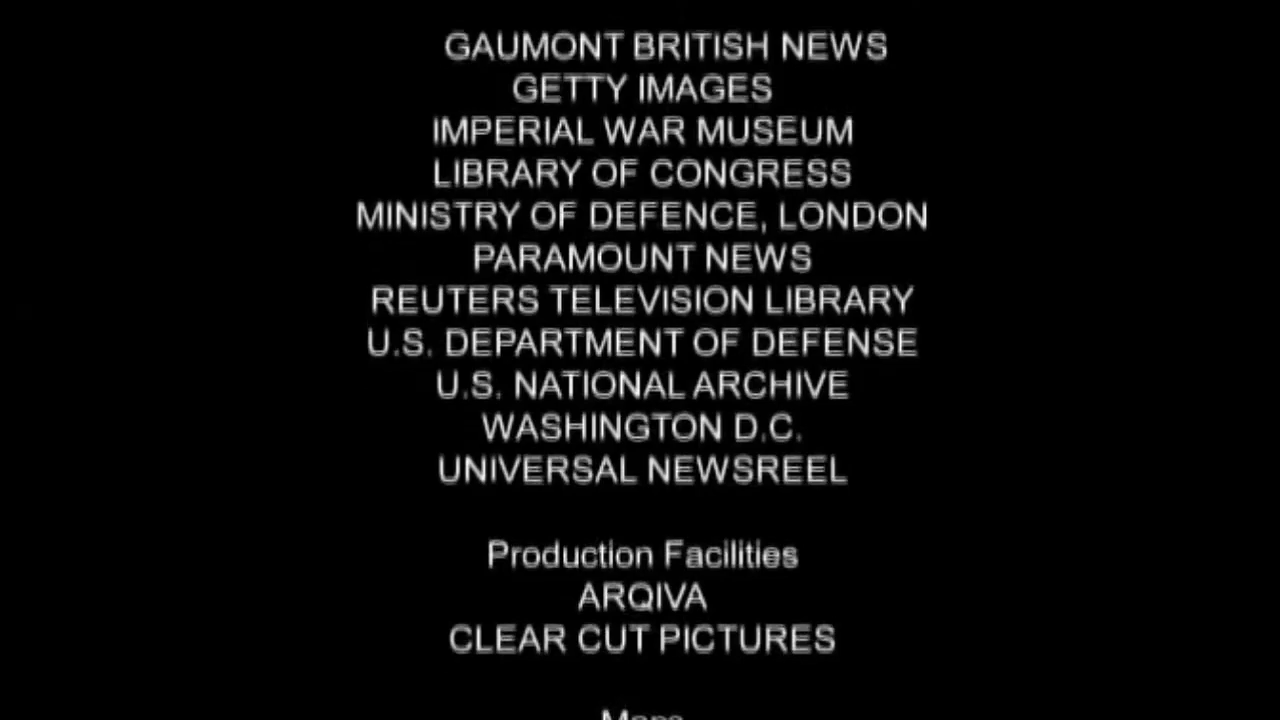 GAUMONT BRITISH NEWS
GETTY IMAGES
IMPERIAL WAR MUSEUM
LIBRARY OF CONGRESS
MINISTRY OF DEFENCE, LONDON
PARAMOUNT NEWS
REUTERS TELEVISION LIBRARY
U.S. DEPARTMENT OF DEFENSE
U.S. NATIONAL ARCHIVE
WASHINGTON D.C.
UNIVERSAL NEWSREEL
Production Facilities
ARQIVA
CLEAR CUT PICTURES